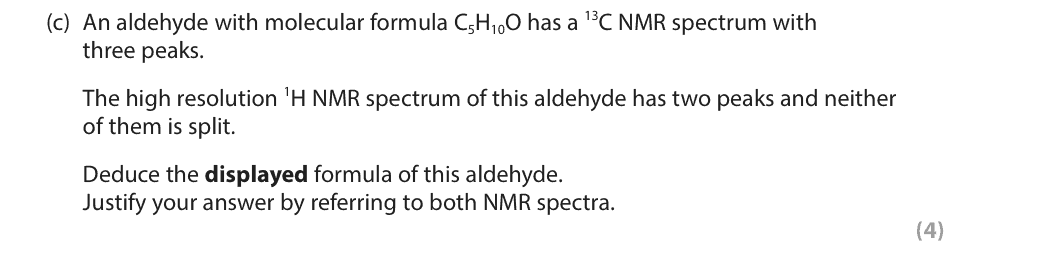 (c) An aldehyde with molecular formula C₅H₁₀O has a ¹³C NMR spectrum with
three peaks.
The high resolution ¹H NMR spectrum of this aldehyde has two peaks and neither
of them is split.
Deduce the displayed formula of this aldehyde.
Justify your answer by referring to both NMR spectra.
(4)